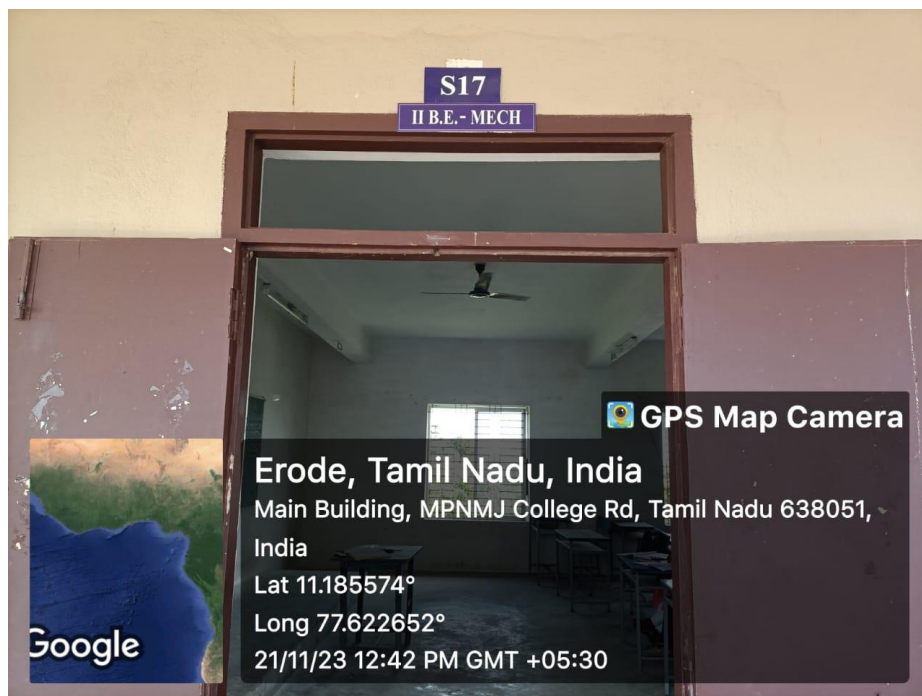 S17
II B.E.- MECH
GPS Map Camera
Erode, Tamil Nadu, India
Main Building, MPNMJ College Rd, Tamil Nadu 638051,
India
Lat 11.185574°
Long 77.622652°
21/11/23 12:42 PM GMT +05:30
Google